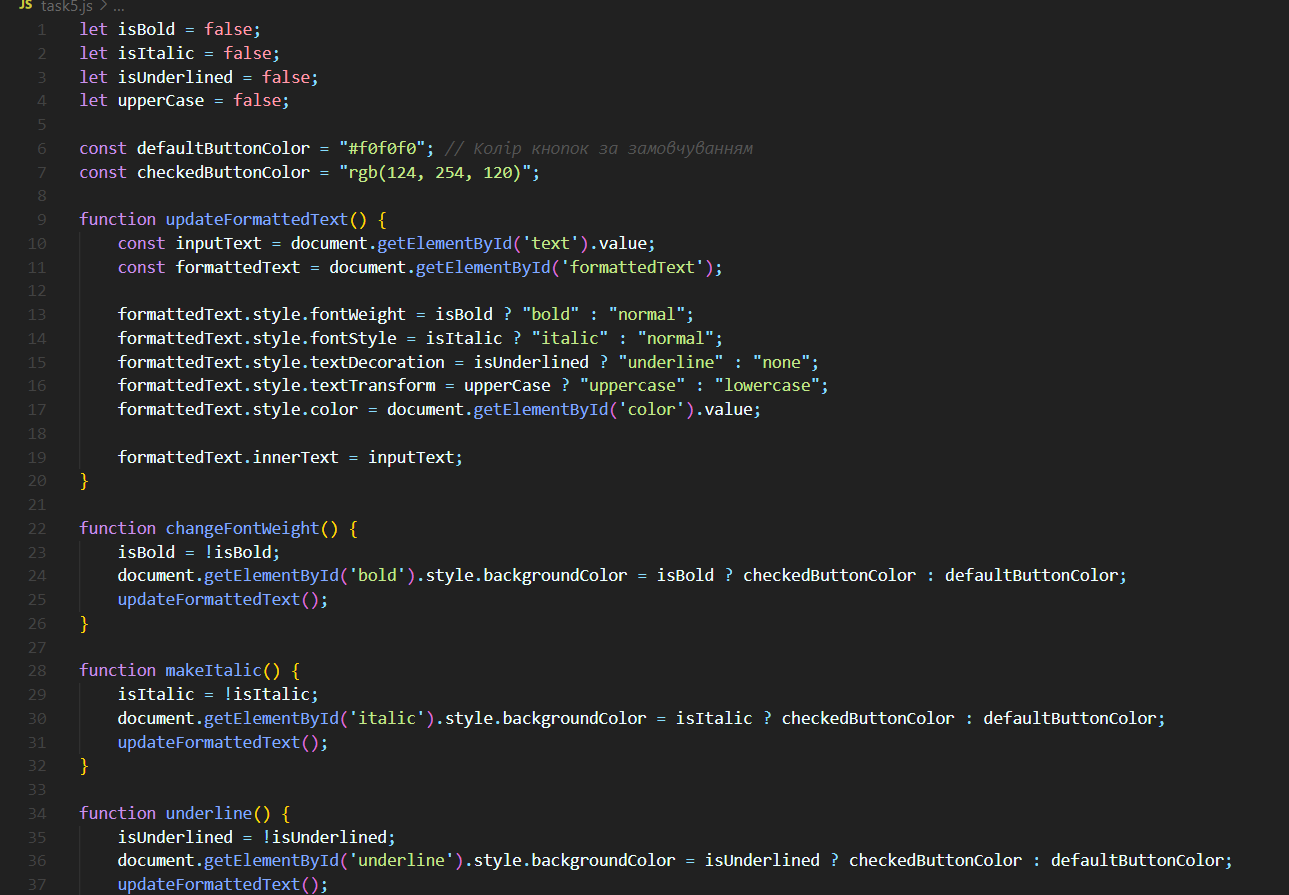 JS task5.js > ...
1 let isBold = false;
2 let isItalic = false;
3 let isUnderlined = false;
4 let upperCase = false;
5
6 const defaultButtonColor = "#f0f0f0"; // Колір кнопок за замовчуванням
7 const checkedButtonColor = "rgb(124, 254, 120)";
8
9 function updateFormattedText() {
10     const inputText = document.getElementById('text').value;
11     const formattedText = document.getElementById('formattedText');
12
13     formattedText.style.fontWeight = isBold ? "bold" : "normal";
14     formattedText.style.fontStyle = isItalic ? "italic" : "normal";
15     formattedText.style.textDecoration = isUnderlined ? "underline" : "none";
16     formattedText.style.textTransform = upperCase ? "uppercase" : "lowercase";
17     formattedText.style.color = document.getElementById('color').value;
18
19     formattedText.innerText = inputText;
20 }
21
22 function changeFontWeight() {
23     isBold = !isBold;
24     document.getElementById('bold').style.backgroundColor = isBold ? checkedButtonColor : defaultButtonColor;
25     updateFormattedText();
26 }
27
28 function makeItalic() {
29     isItalic = !isItalic;
30     document.getElementById('italic').style.backgroundColor = isItalic ? checkedButtonColor : defaultButtonColor;
31     updateFormattedText();
32 }
33
34 function underline() {
35     isUnderlined = !isUnderlined;
36     document.getElementById('underline').style.backgroundColor = isUnderlined ? checkedButtonColor : defaultButtonColor;
37     updateFormattedText();